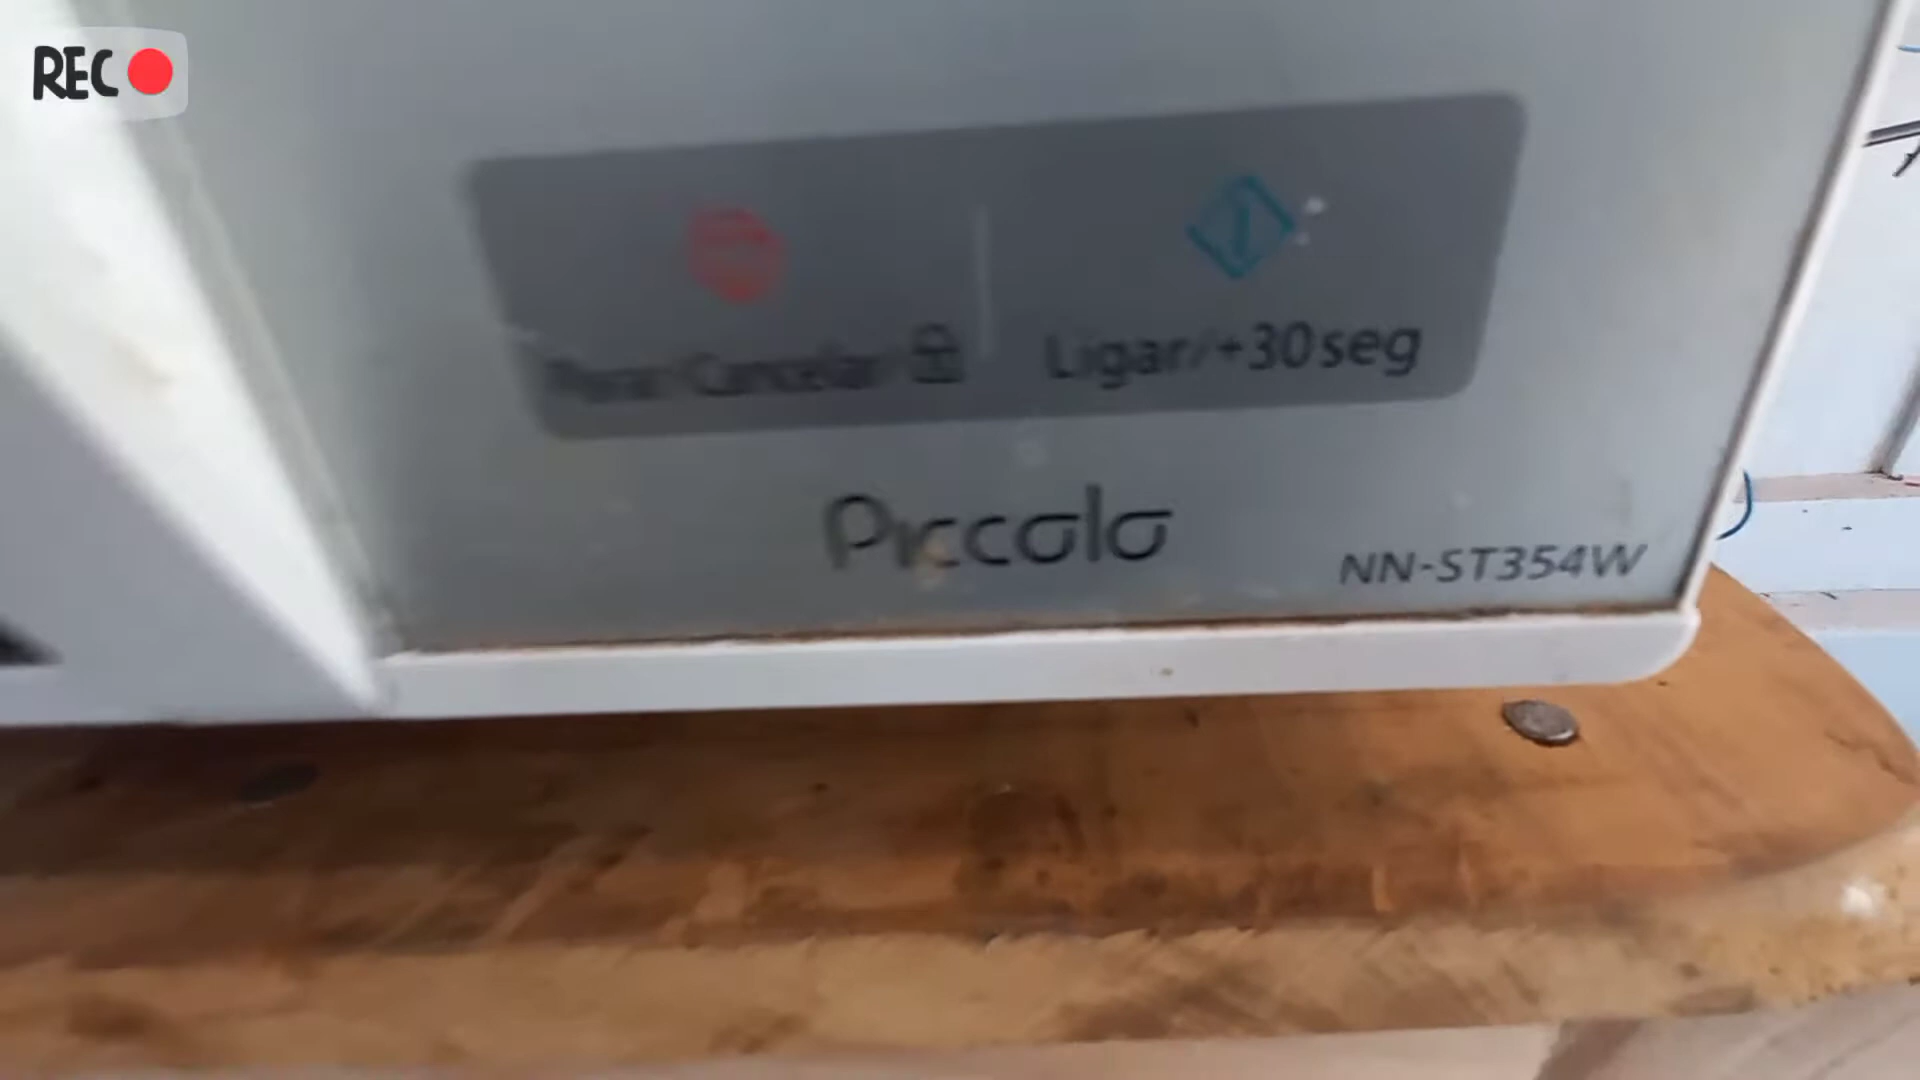 REC
Parar/Cancelar/
Ligar/+30seg
Piccolo
NN-ST354W